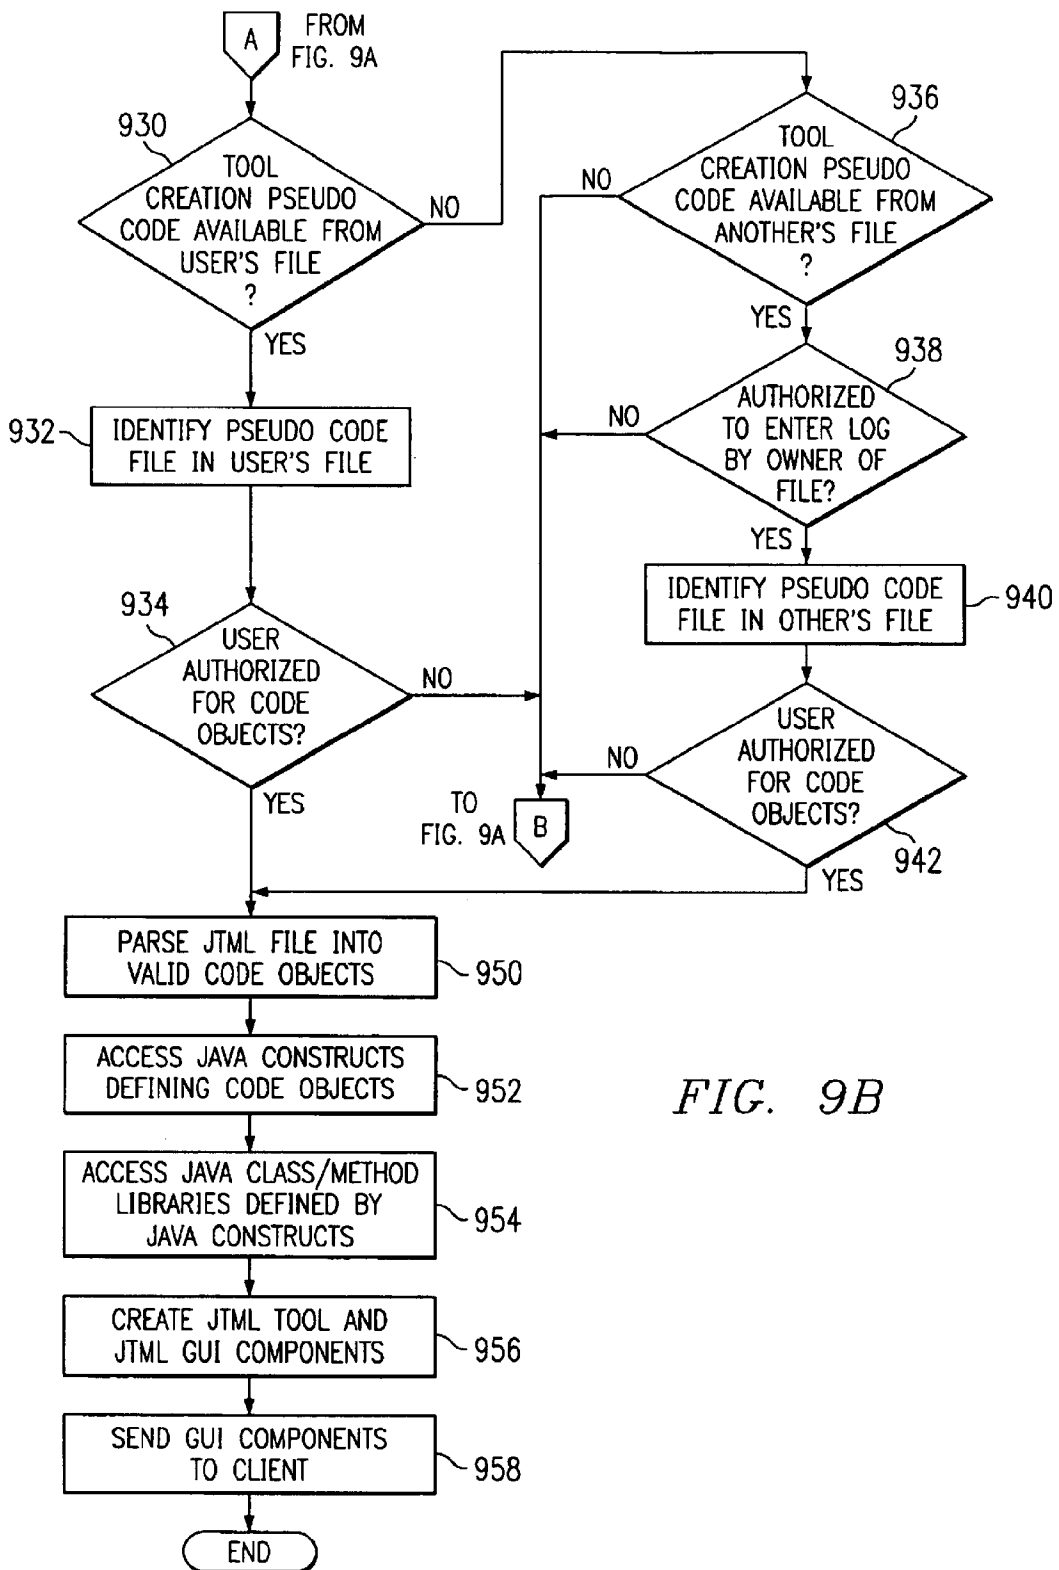 A
FROM
FIG. 9A
930
TOOL
CREATION PSEUDO
CODE AVAILABLE FROM
USER'S FILE
?
NO
YES
932
IDENTIFY PSEUDO CODE
FILE IN USER'S FILE
934
USER
AUTHORIZED
FOR CODE
OBJECTS?
NO
YES
936
TOOL
CREATION PSEUDO
CODE AVAILABLE FROM
ANOTHER'S FILE
?
NO
YES
938
AUTHORIZED
TO ENTER LOG
BY OWNER OF
FILE?
NO
YES
IDENTIFY PSEUDO CODE
FILE IN OTHER'S FILE
940
USER
AUTHORIZED
FOR CODE
OBJECTS?
NO
942
YES
TO
FIG. 9A
B
PARSE JTML FILE INTO
VALID CODE OBJECTS
950
ACCESS JAVA CONSTRUCTS
DEFINING CODE OBJECTS
952
ACCESS JAVA CLASS/METHOD
LIBRARIES DEFINED BY
JAVA CONSTRUCTS
954
CREATE JTML TOOL AND
JTML GUI COMPONENTS
956
SEND GUI COMPONENTS
TO CLIENT
958
END
FIG. 9B